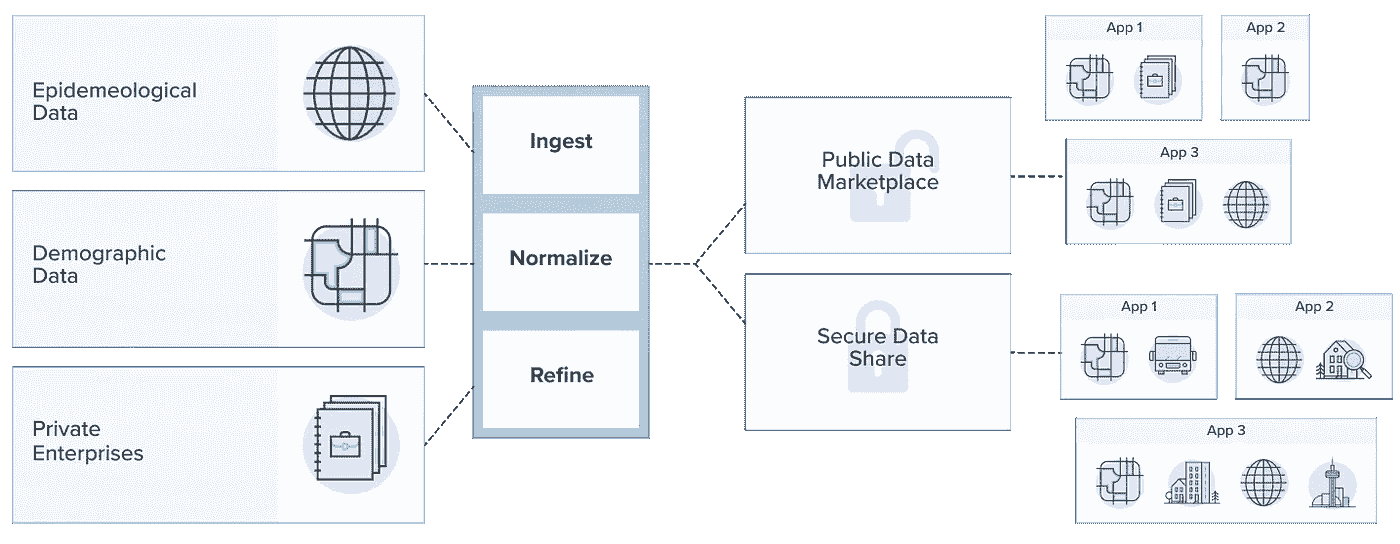 Epidemeological
Data
Demographic
Data
Private
Enterprises
Ingest
Normalize
Refine
Public Data
Marketplace
Secure Data
Share
App 1
App 2
App 3
App 1
App 2
App 3